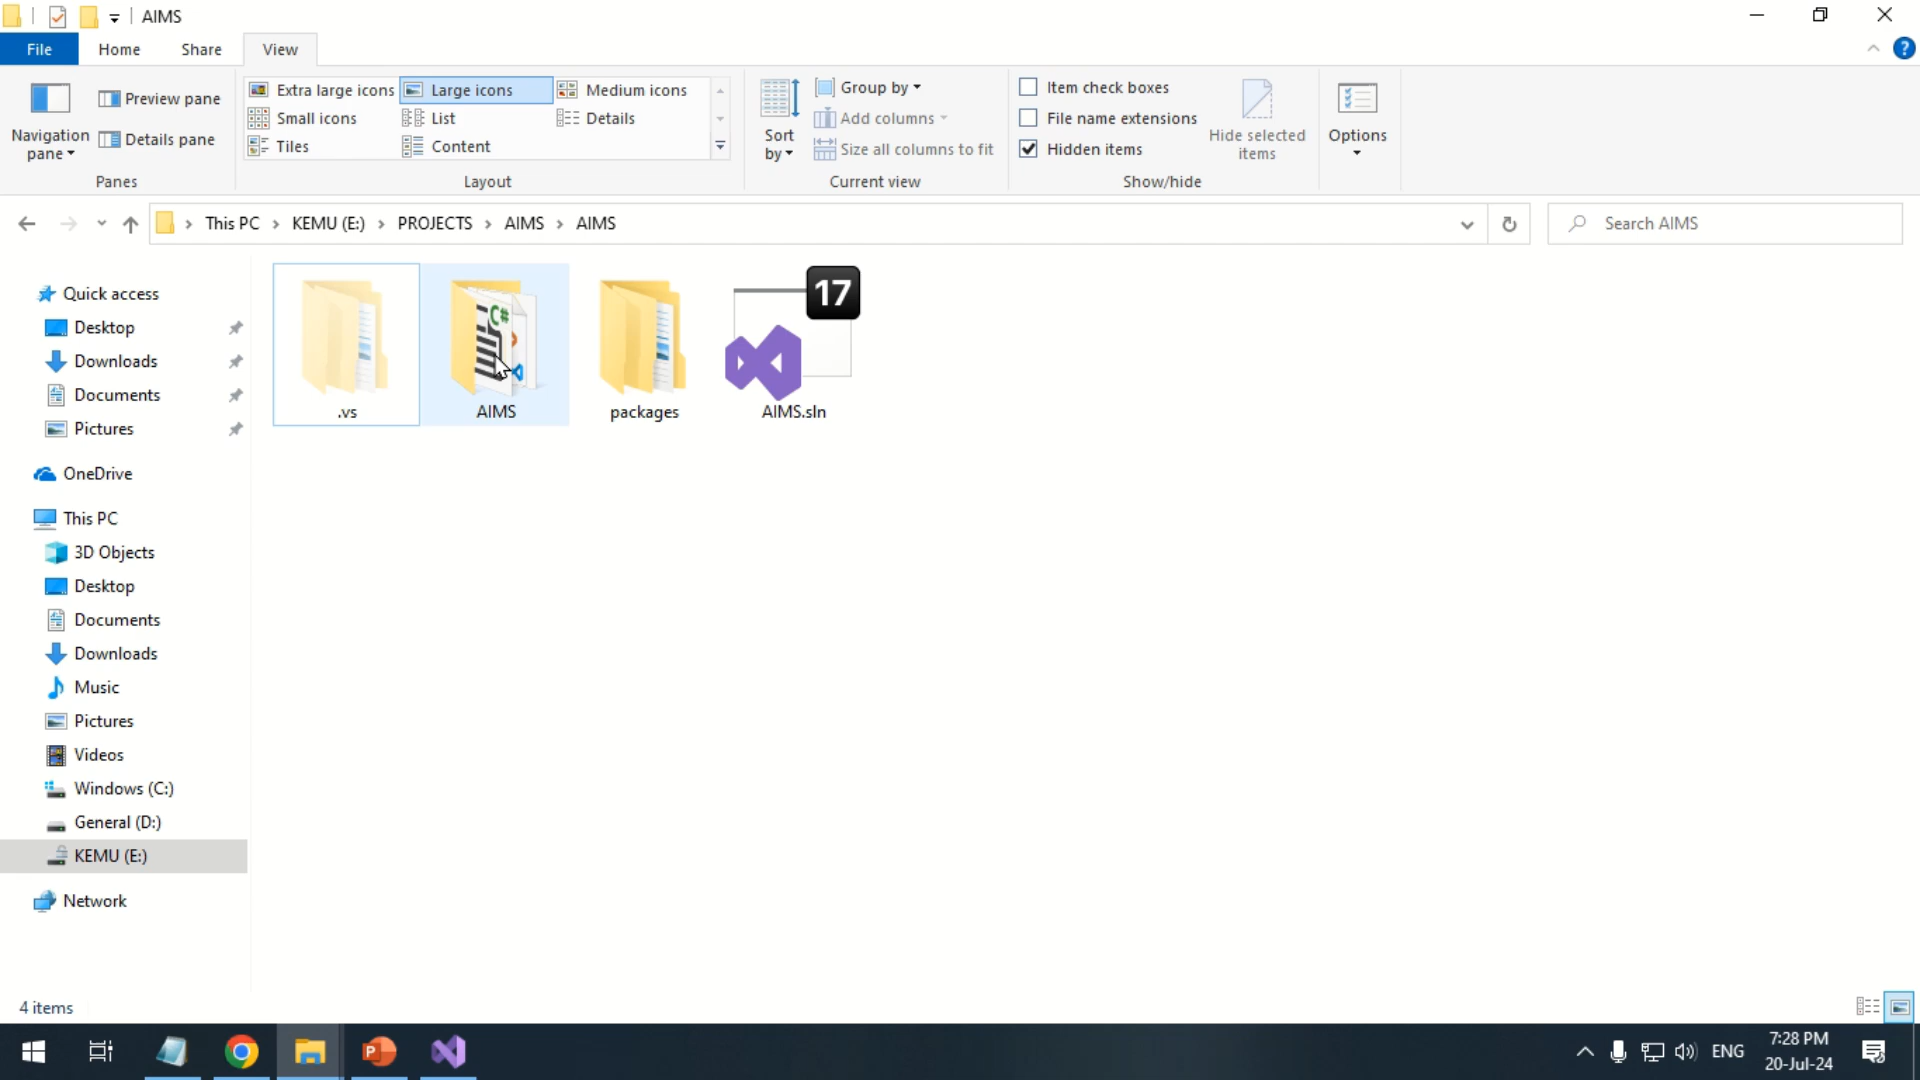 AIMS
File Home Share View
Navigation pane
Preview pane
Details pane
Panes
Extra large icons Large icons Medium icons
Small icons List Details
Tiles Content
Layout
Sort by
Group by
Add columns
Size all columns to fit
Current view
Item check boxes
File name extensions
Hidden items
Hide selected items
Show/hide
Options
This PC > KEMU (E:) > PROJECTS > AIMS > AIMS
Search AIMS
Quick access
Desktop
Downloads
Documents
Pictures
OneDrive
This PC
3D Objects
Desktop
Documents
Downloads
Music
Pictures
Videos
Windows (C:)
General (D:)
KEMU (E:)
Network
C#
17
.vs AIMS packages AIMS.sln
4 items
ENG
7:28 PM
20-Jul-24